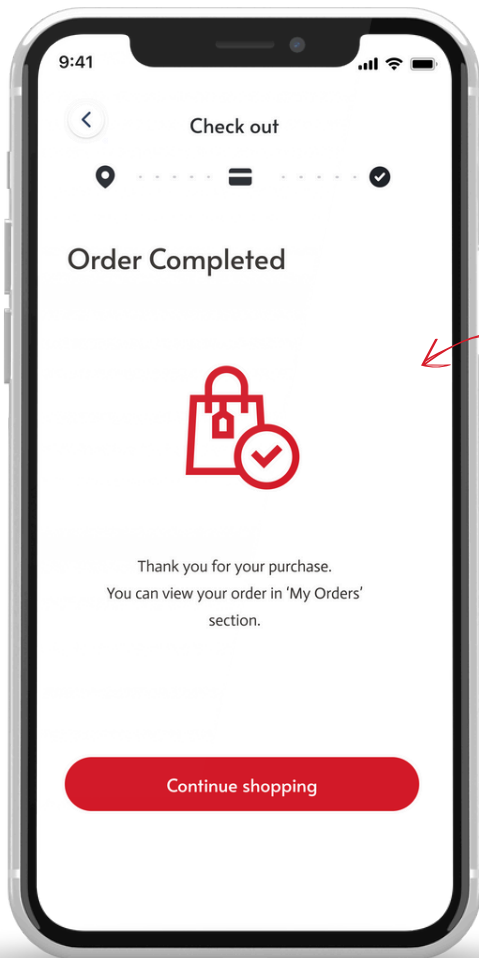 9:41
Check out
Order Completed
Thank you for your purchase.
You can view your order in ‘My Orders’
section.
Continue shopping